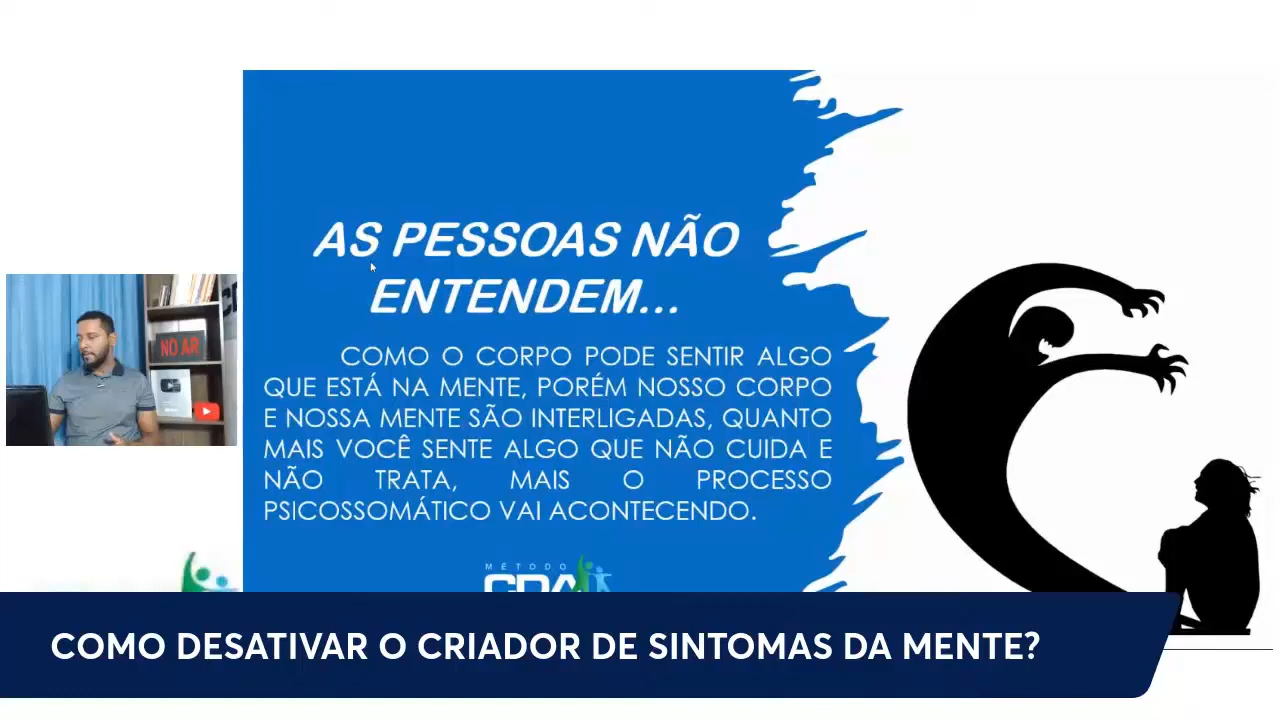 AS PESSOAS NÃO
ENTENDEM...
COMO O CORPO PODE SENTIR ALGO
QUE ESTÁ NA MENTE, PORÉM NOSSO CORPO
E NOSSA MENTE SÃO INTERLIGADAS, QUANTO
MAIS VOCÊ SENTE ALGO QUE NÃO CUIDA E
NÃO TRATA, MAIS O PROCESSO
PSICOSSOMÁTICO VAI ACONTECENDO.
NO AR
MÉTODO
CDA
COMO DESATIVAR O CRIADOR DE SINTOMAS DA MENTE?